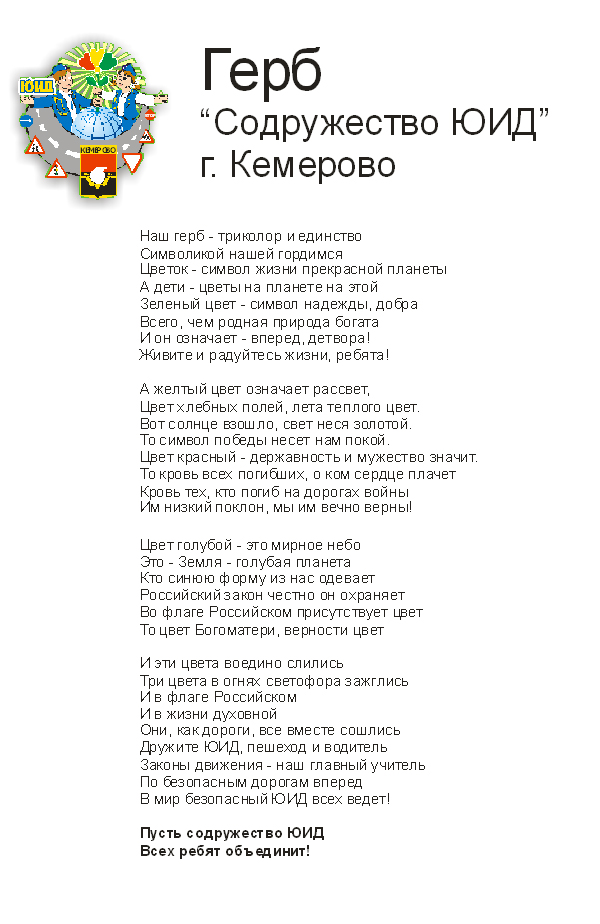 ЮИД
STOP
КЕМЕРОВО
Герб
“Содружество ЮИД”
г. Кемерово
Наш герб - триколор и единство
Символикой нашей гордимся
Цветок - символ жизни прекрасной планеты
А дети - цветы на планете на этой
Зеленый цвет - символ надежды, добра
Всего, чем родная природа богата
И он означает - вперед, детвора!
Живите и радуйтесь жизни, ребята!
А желтый цвет означает рассвет,
Цвет хлебных полей, лета теплого цвет.
Вот солнце взошло, свет неся золотой.
То символ победы несет нам покой.
Цвет красный - державность и мужество значит.
То кровь всех погибших, о ком сердце плачет
Кровь тех, кто погиб на дорогах войны
Им низкий поклон, мы им вечно верны!
Цвет голубой - это мирное небо
Это - Земля - голубая планета
Кто синюю форму из нас одевает
Российский закон честно он охраняет
Во флаге Российском присутствует цвет
То цвет Богоматери, верности цвет
И эти цвета воедино слились
Три цвета в огнях светофора зажглись
И в флаге Российском
И в жизни духовной
Они, как дороги, все вместе сошлись
Дружите ЮИД, пешеход и водитель
Законы движения - наш главный учитель
По безопасным дорогам вперед
В мир безопасный ЮИД всех ведет!
Пусть содружество ЮИД
Всех ребят объединит!